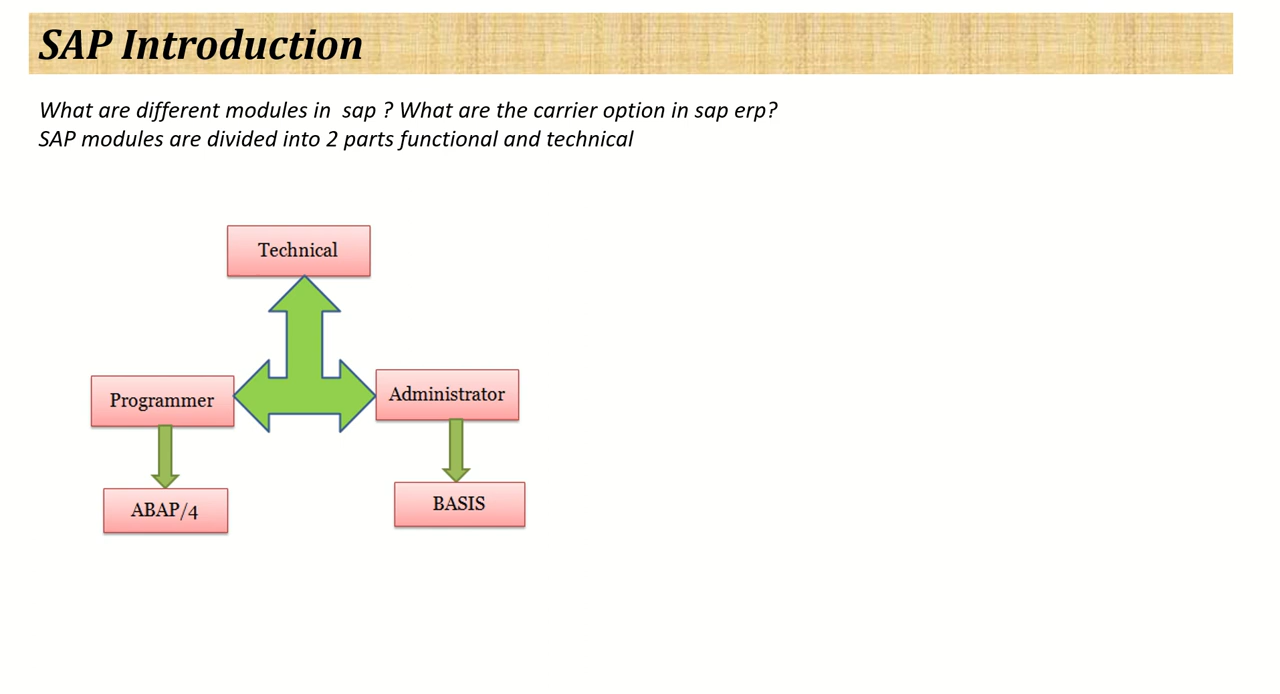 SAP Introduction
What are different modules in  sap ? What are the carrier option in sap erp?
SAP modules are divided into 2 parts functional and technical
Technical
Programmer
Administrator
ABAP/4
BASIS